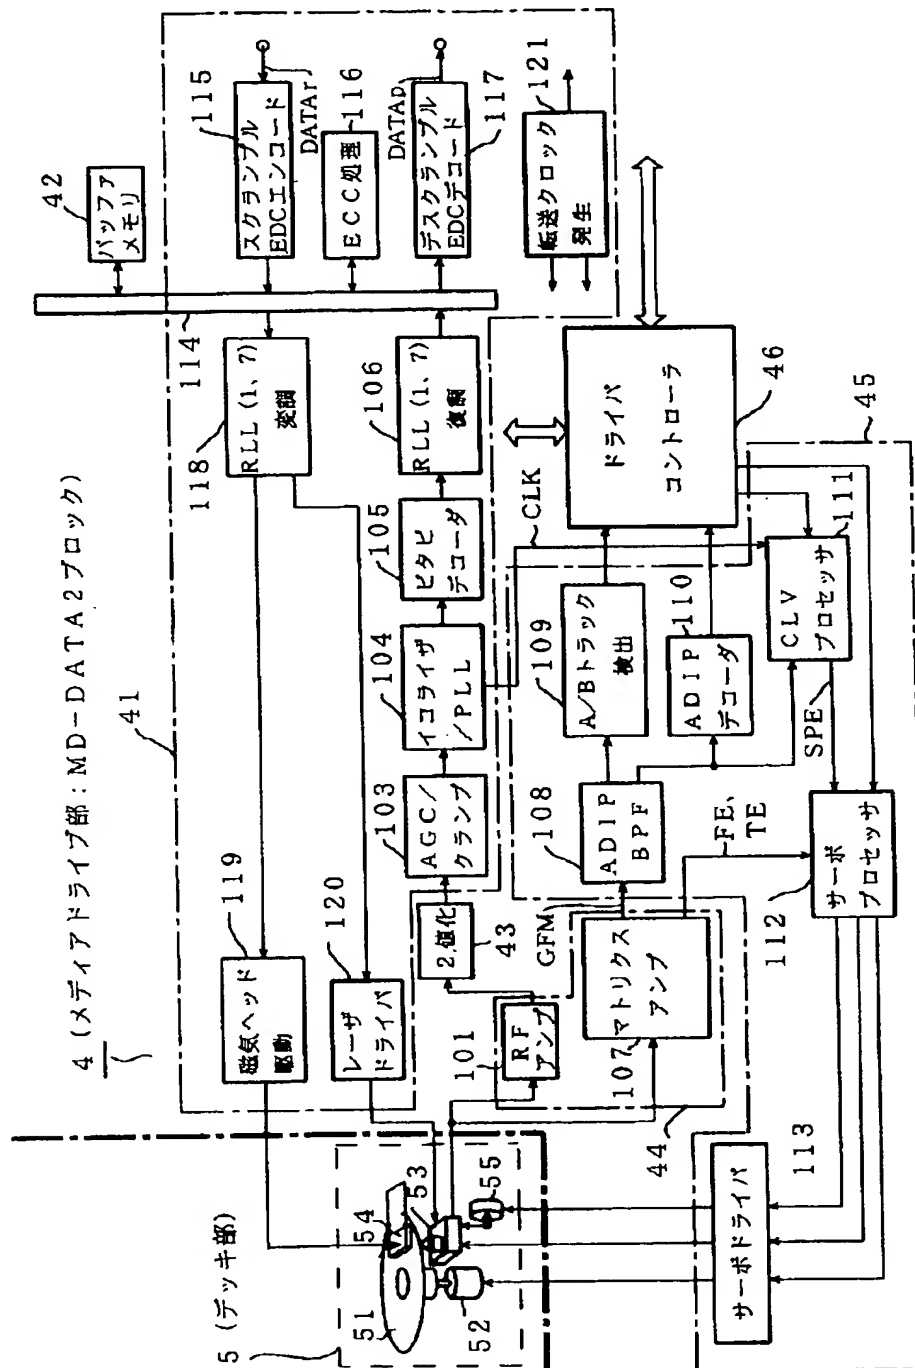 4 (メディアドライブ部:MD-DATA2ブロック)
5 (デッキ部)
41
42
バッファ
メモリ
115
スクランブル
EDCエンコード
DATAr
116
ECC処理
DATAp
デスクランブル
EDCデコード
117
転送クロック
発生
121
114
118
RLL(1、7)
変調
106
RLL(1、7)
復調
105
ビタビ
デコーダ
104
イコライザ
/PLL
103
AGC/
クランプ
2値化
43
119
磁気ヘッド
駆動
120
レーザ
ドライバ
101
RF
アンプ
107
マトリクス
アンプ
44
GFM
108
ADIP
BPF
109
A/Bトラック
検出
110
ADIP
デコーダ
CLK
ドライバ
コントローラ
46
45
CLV
プロセッサ
111
SPE
FE、
TE
サーボ
プロセッサ
112
113
サーボドライバ
51
52
53
54
55